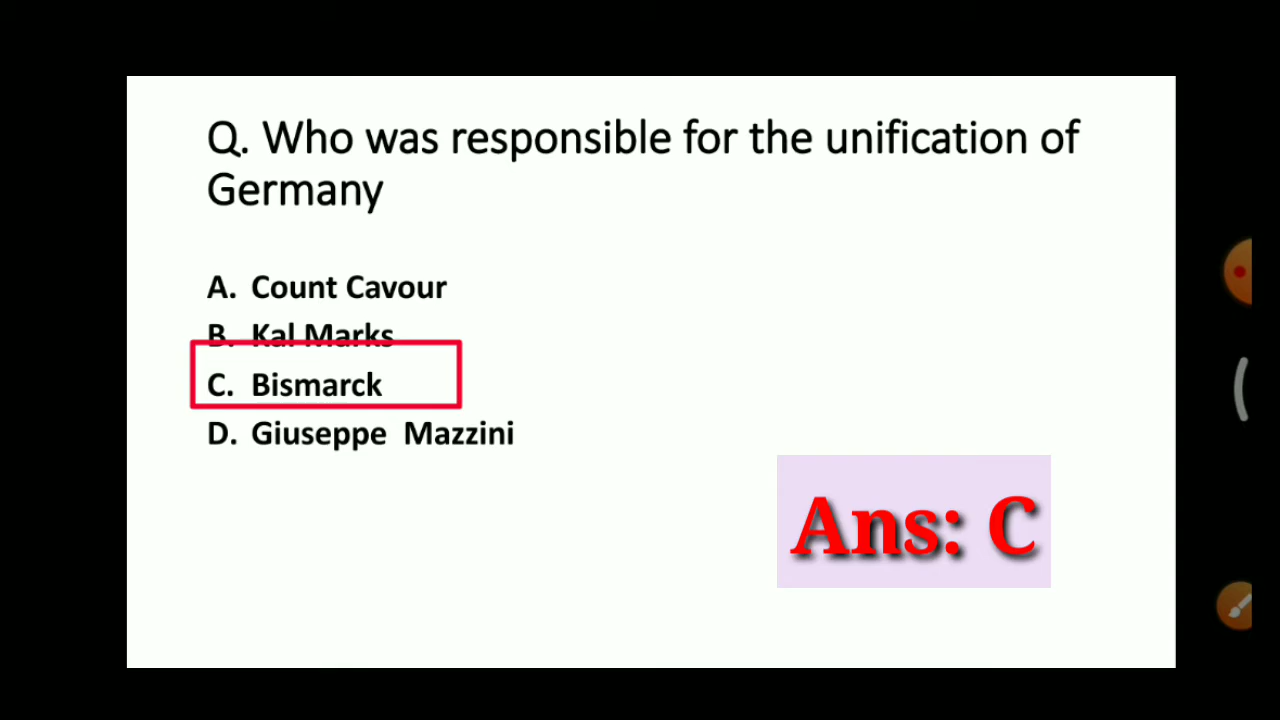 Q. Who was responsible for the unification of
Germany
A. Count Cavour
B. Kal Marks
C. Bismarck
D. Giuseppe Mazzini
Ans: C